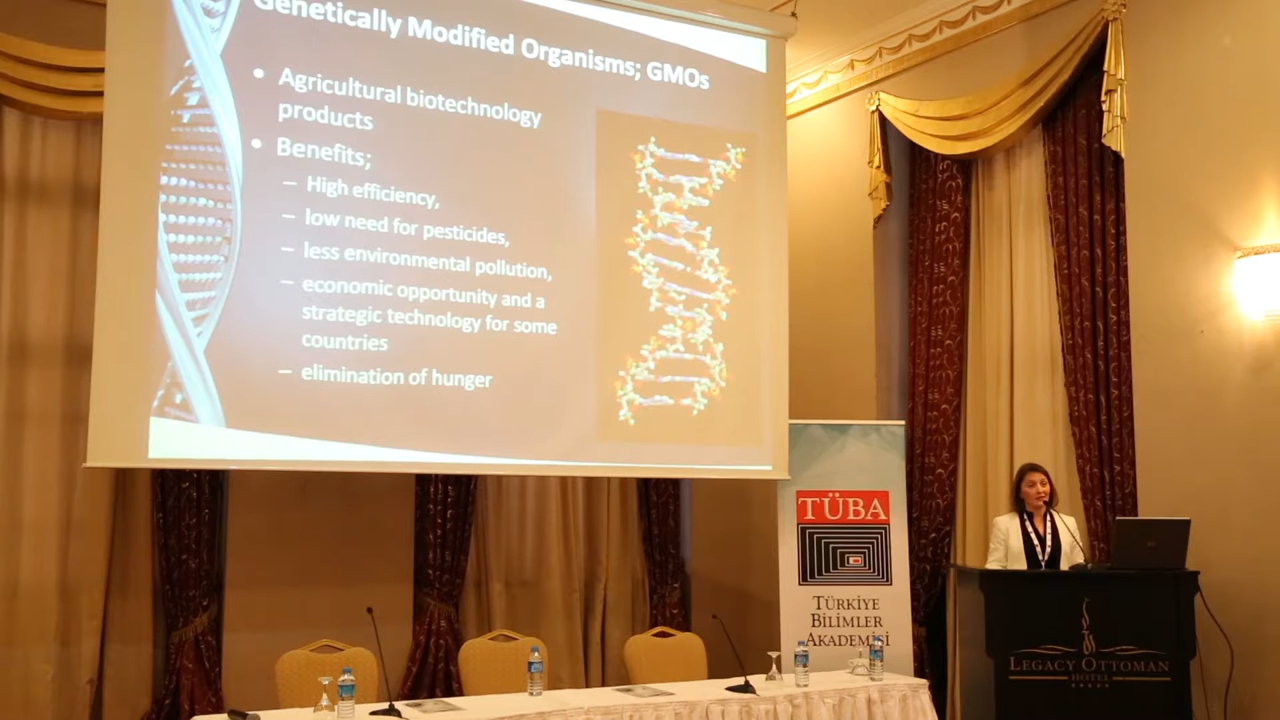 Genetically Modified Organisms; GMOs
• Agricultural biotechnology
products
• Benefits;
– High efficiency,
– low need for pesticides,
– less environmental pollution,
– economic opportunity and a
strategic technology for some
countries
– elimination of hunger
TÜBA
TÜRKİYE
BİLİMLER
AKADEMİSİ
LEGACY OTTOMAN
HOTEL